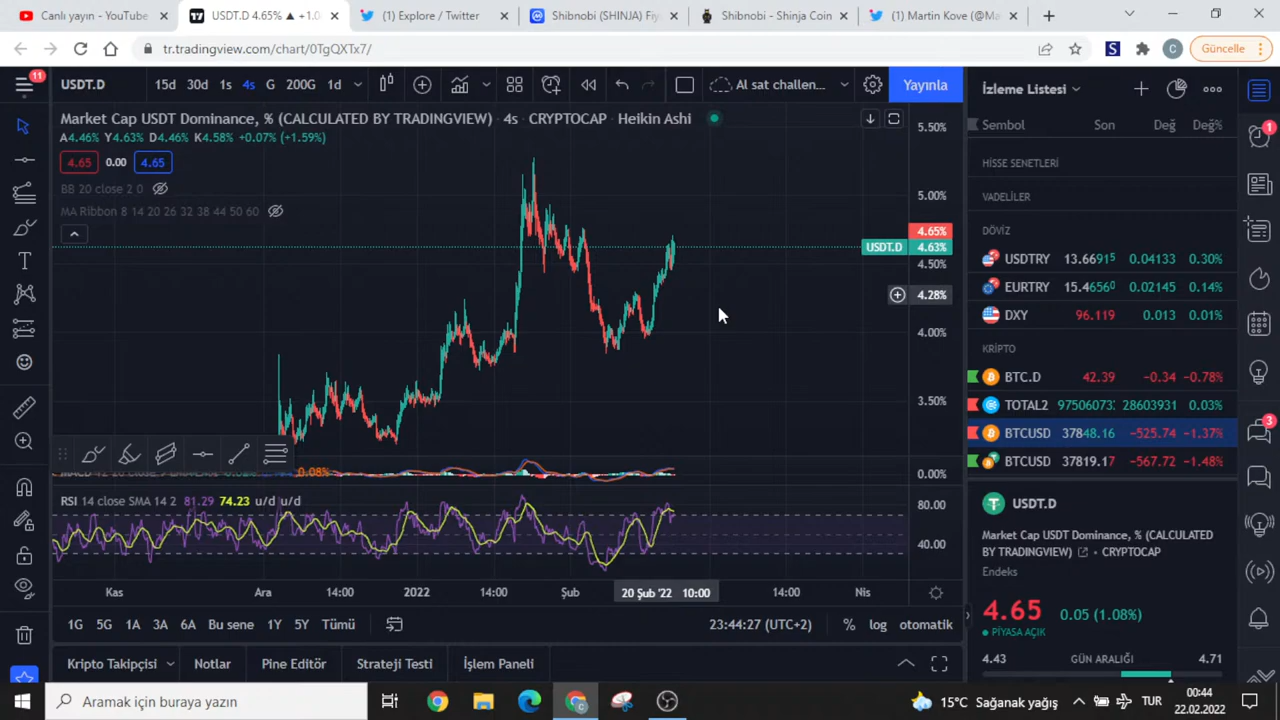 Canlı yayın - YouTube
USDT.D 4.65% ▲ +1.0
(1) Explore / Twitter
Shibnobi (SHINJA) Fiy
Shibnobi - Shinja Coin
(1) Martin Kove (@Ma
tr.tradingview.com/chart/0TgQXTx7/
S
C
Güncelle
11
USDT.D
15d 30d 1s 4s G 200G 1d
Al sat challen...
Yayınla
İzleme Listesi
Market Cap USDT Dominance, % (CALCULATED BY TRADINGVIEW) · 4s · CRYPTOCAP · Heikin Ashi
A4.46% Y4.63% D4.46% K4.58% +0.07 (+1.59%)
4.65 0.00 4.65
BB 20 close 2 0
MA Ribbon 8 14 20 26 32 38 44 50 60
5.50%
5.00%
4.65%
USDT.D 4.63%
4.50%
4.28%
4.00%
3.50%
0.00%
RSI 14 close SMA 14 2 81.29 74.23 u/d u/d
80.00
40.00
Kas Ara 14:00 2022 14:00 Şub 20 Şub '22 10:00 14:00 Nis
1G 5G 1A 3A 6A Bu sene 1Y 5Y Tümü
23:44:27 (UTC+2)
% log otomatik
Kripto Takipçisi Notlar Pine Editör Strateji Testi İşlem Paneli
Sembol Son Değ Değ%
HİSSE SENETLERİ
VADELİLER
DÖVİZ
USDTRY 13.6691⁵ 0.04133 0.30%
EURTRY 15.4656⁰ 0.02145 0.14%
DXY 96.119 0.013 0.01%
KRİPTO
BTC.D 42.39 −0.34 −0.78%
TOTAL2 97506073 28603931 0.03%
BTCUSD 37848.16 −525.74 −1.37%
BTCUSD 37819.17 −567.72 −1.48%
USDT.D
Market Cap USDT Dominance, % (CALCULATED
BY TRADINGVIEW) • CRYPTOCAP
Endeks
4.65 0.05 (1.08%)
PİYASA AÇIK
4.43 GÜN ARALIĞI 4.71
1
3
Aramak için buraya yazın
15°C Sağanak yağış
TUR
00:44
22.02.2022